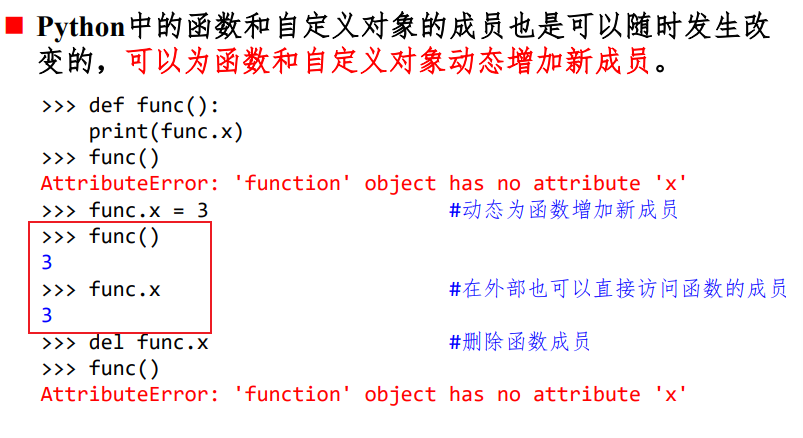 Python中的函数和自定义对象的成员也是可以随时发生改
变的，可以为函数和自定义对象动态增加新成员。
>>> def func():
    print(func.x)
>>> func()
AttributeError: 'function' object has no attribute 'x'
>>> func.x = 3 #动态为函数增加新成员
>>> func()
3
>>> func.x #在外部也可以直接访问函数的成员
3
>>> del func.x #删除函数成员
>>> func()
AttributeError: 'function' object has no attribute 'x'